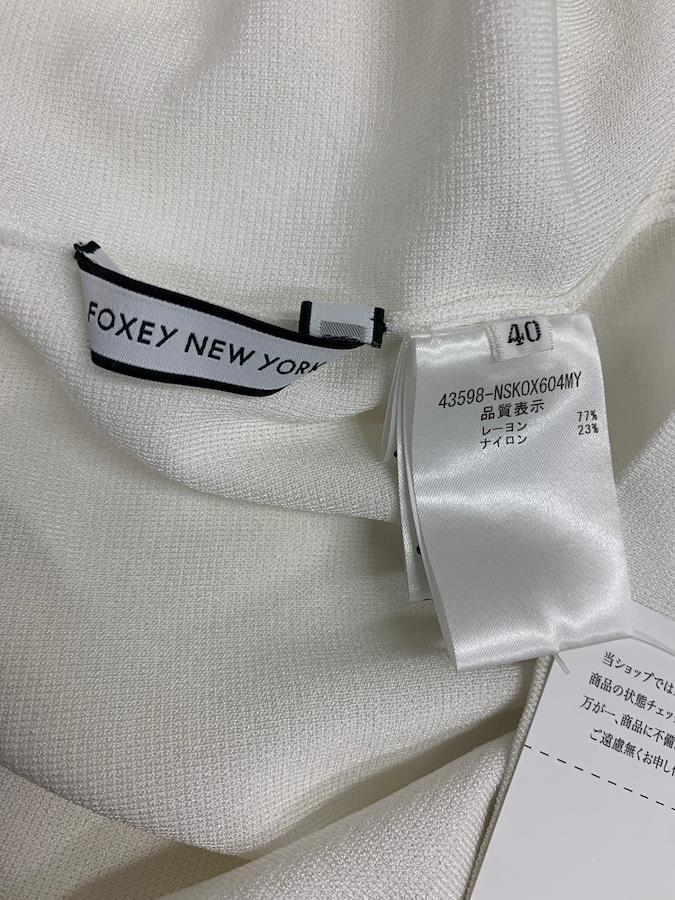 FOXEY NEW YORK
40
43598-NSKOX604MY
品質表示
レーヨン 77%
ナイロン 23%
当ショップでは
商品の状態チェッ
万が一、商品に不備
ご遠慮無くお申し